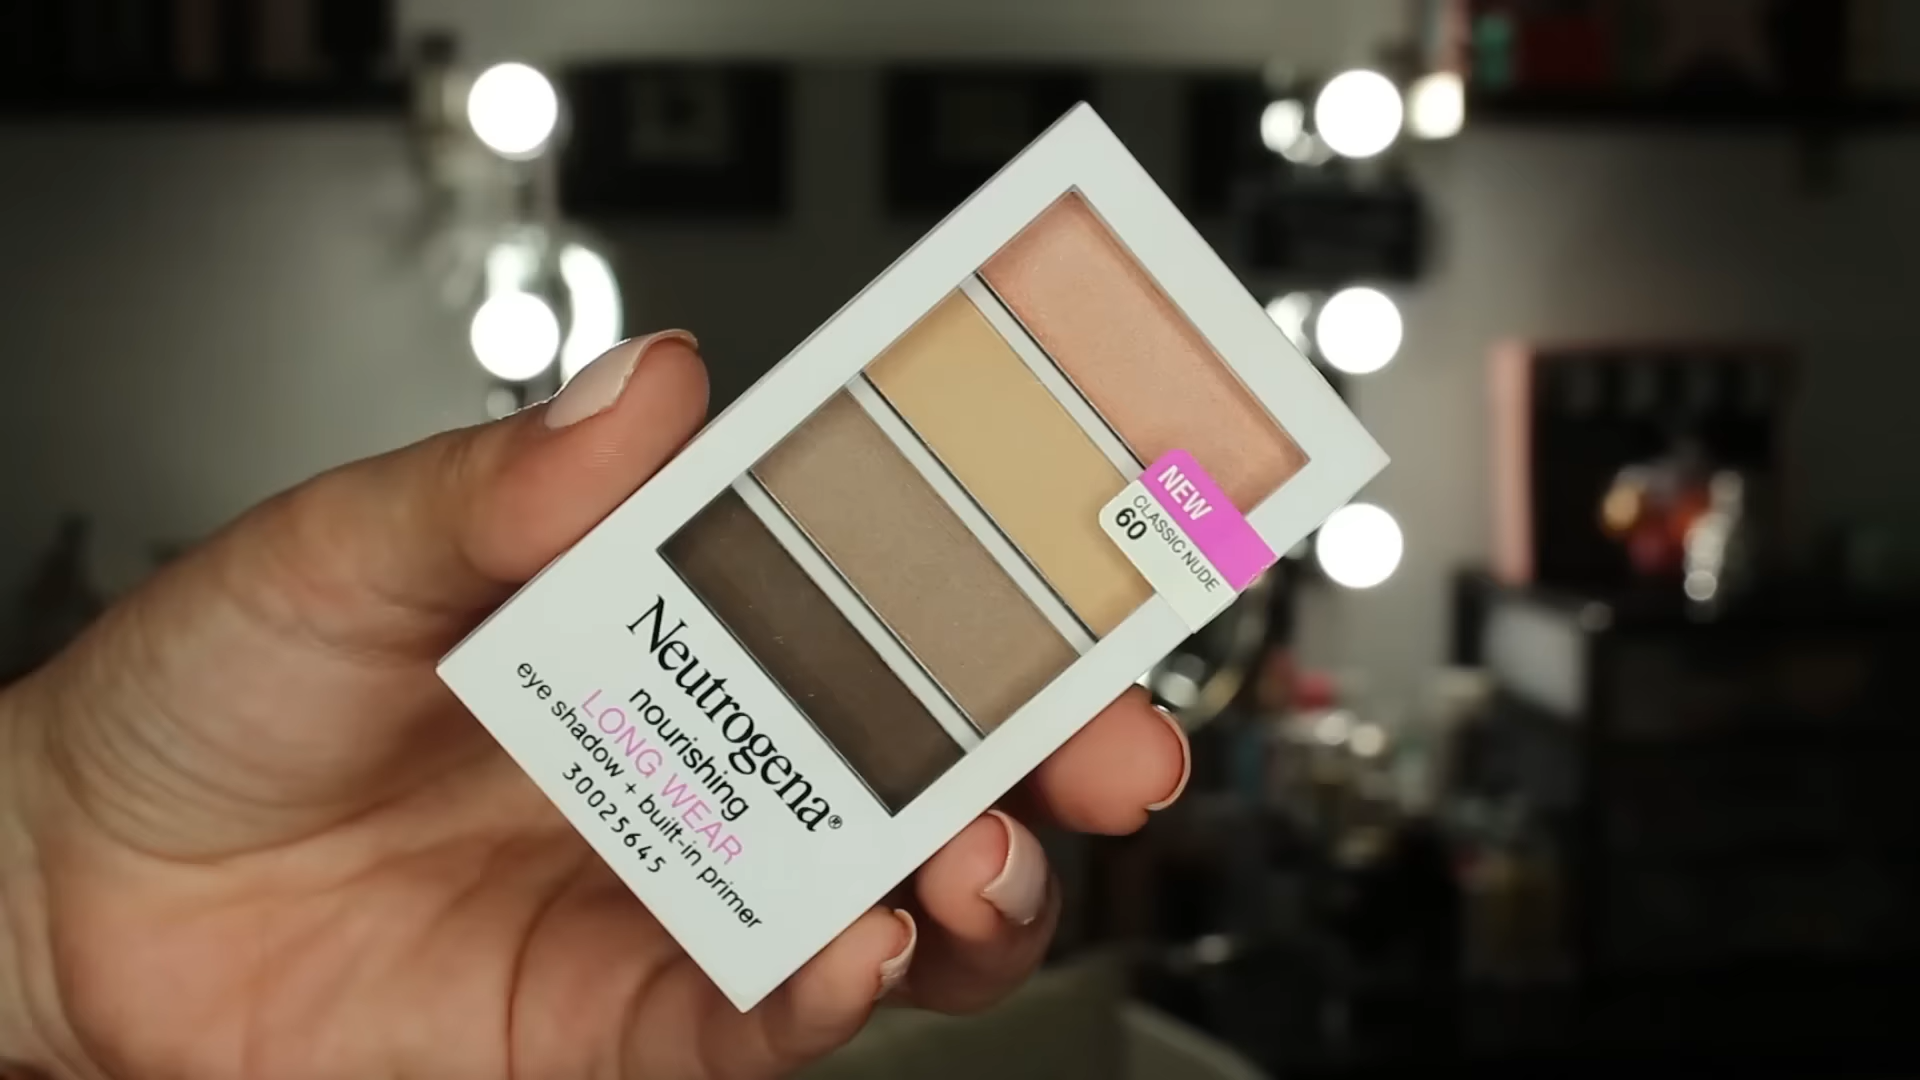 NEW
CLASSIC NUDE
60
Neutrogena®
nourishing
LONG WEAR
eye shadow + built-in primer
30025645